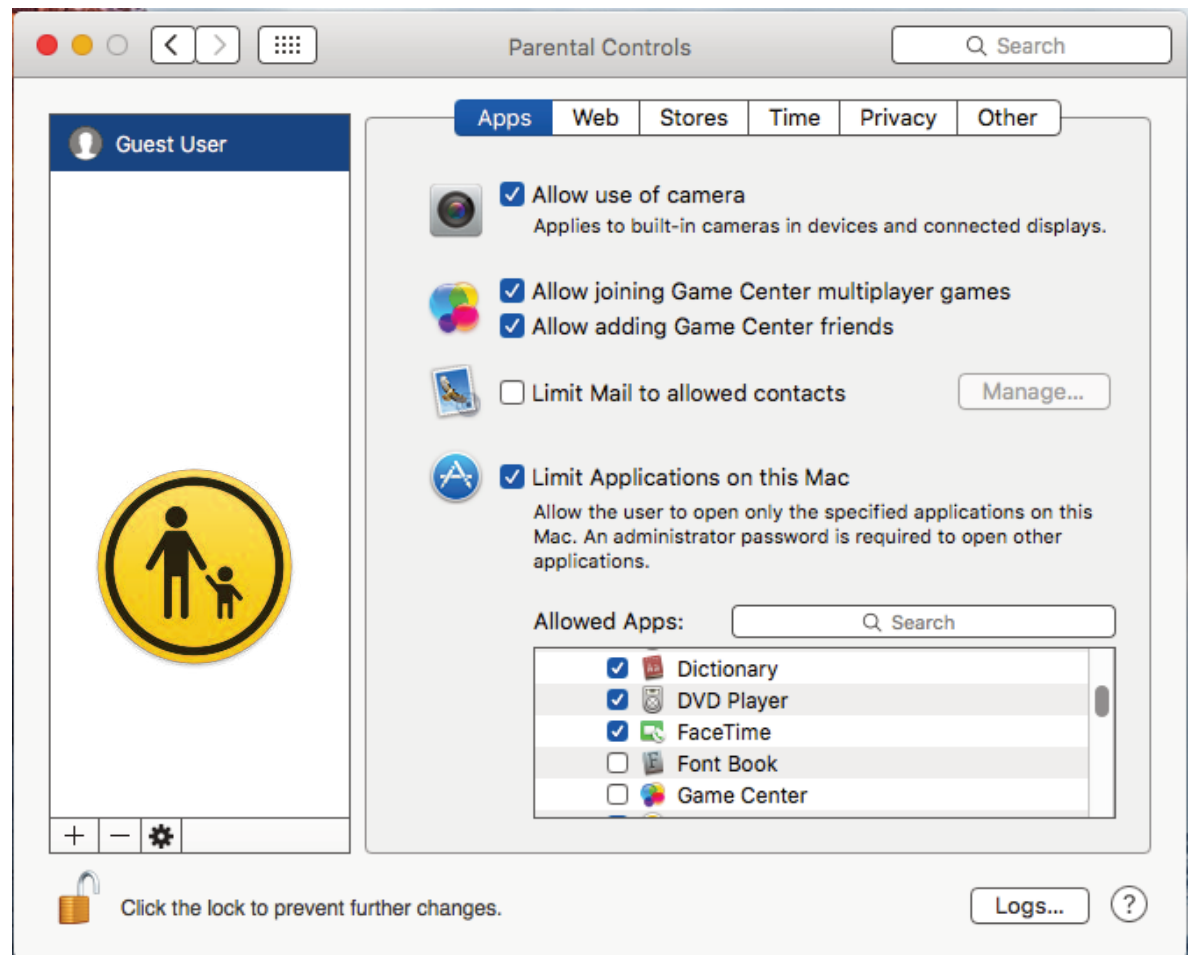 Parental Controls
Search
Guest User
Apps Web Stores Time Privacy Other
Allow use of camera
Applies to built-in cameras in devices and connected displays.
Allow joining Game Center multiplayer games
Allow adding Game Center friends
Limit Mail to allowed contacts
Manage...
Limit Applications on this Mac
Allow the user to open only the specified applications on this
Mac. An administrator password is required to open other
applications.
Allowed Apps:
Search
Dictionary
DVD Player
FaceTime
Font Book
Game Center
Click the lock to prevent further changes.
Logs...
?